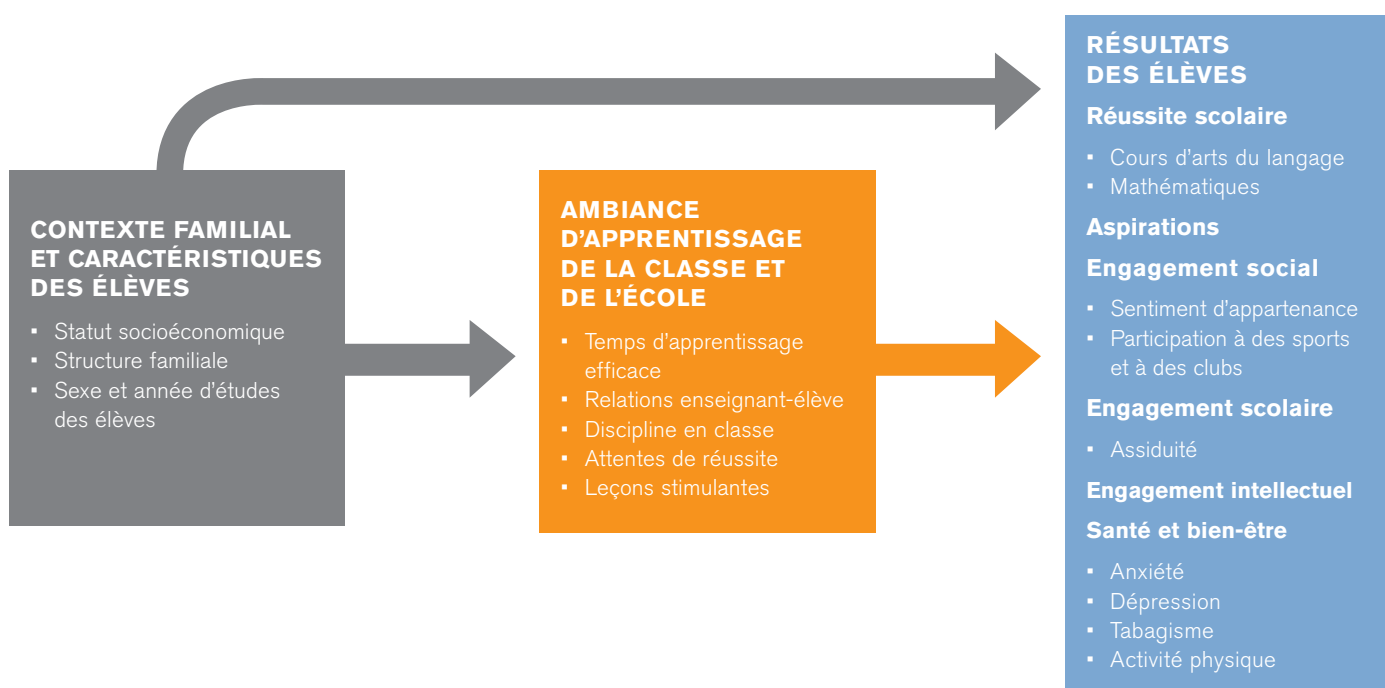 CONTEXTE FAMILIAL
ET CARACTÉRISTIQUES
DES ÉLÈVES
▪ Statut socioéconomique
▪ Structure familiale
▪ Sexe et année d'études
des élèves
AMBIANCE
D'APPRENTISSAGE
DE LA CLASSE ET
DE L'ÉCOLE
▪ Temps d'apprentissage
efficace
▪ Relations enseignant-élève
▪ Discipline en classe
▪ Attentes de réussite
▪ Leçons stimulantes
RÉSULTATS
DES ÉLÈVES
Réussite scolaire
▪ Cours d'arts du langage
▪ Mathématiques
Aspirations
Engagement social
▪ Sentiment d'appartenance
▪ Participation à des sports
et à des clubs
Engagement scolaire
▪ Assiduité
Engagement intellectuel
Santé et bien-être
▪ Anxiété
▪ Dépression
▪ Tabagisme
▪ Activité physique